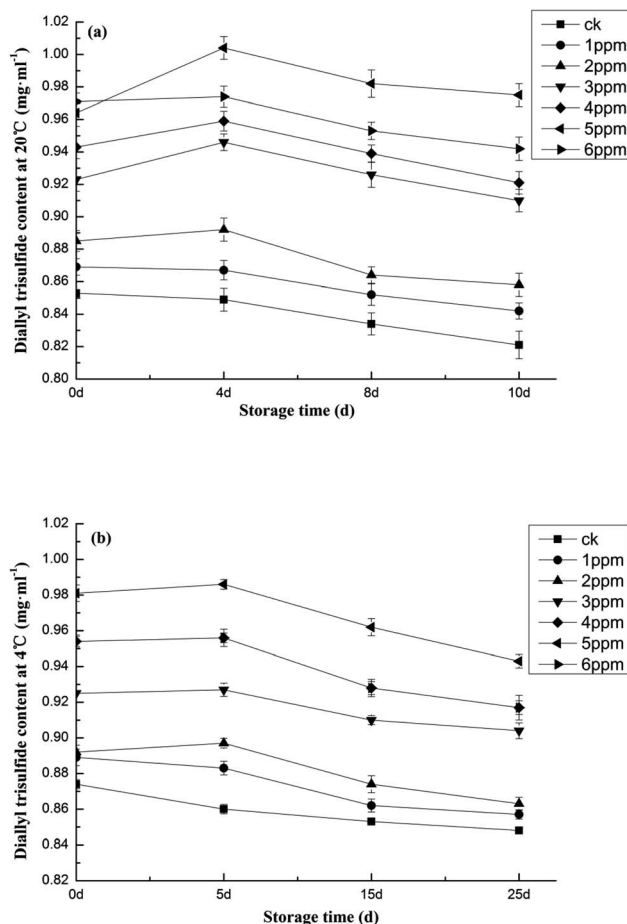 (a)
ck
1ppm
2ppm
3ppm
4ppm
5ppm
6ppm
Diallyl trisulfide content at 20℃ (mg·ml⁻¹)
1.02
1.00
0.98
0.96
0.94
0.92
0.90
0.88
0.86
0.84
0.82
0.80
0d
4d
8d
10d
Storage time (d)
(b)
ck
1ppm
2ppm
3ppm
4ppm
5ppm
6ppm
Diallyl trisulfide content at 4℃ (mg·ml⁻¹)
1.02
1.00
0.98
0.96
0.94
0.92
0.90
0.88
0.86
0.84
0.82
0d
5d
15d
25d
Storage time (d)